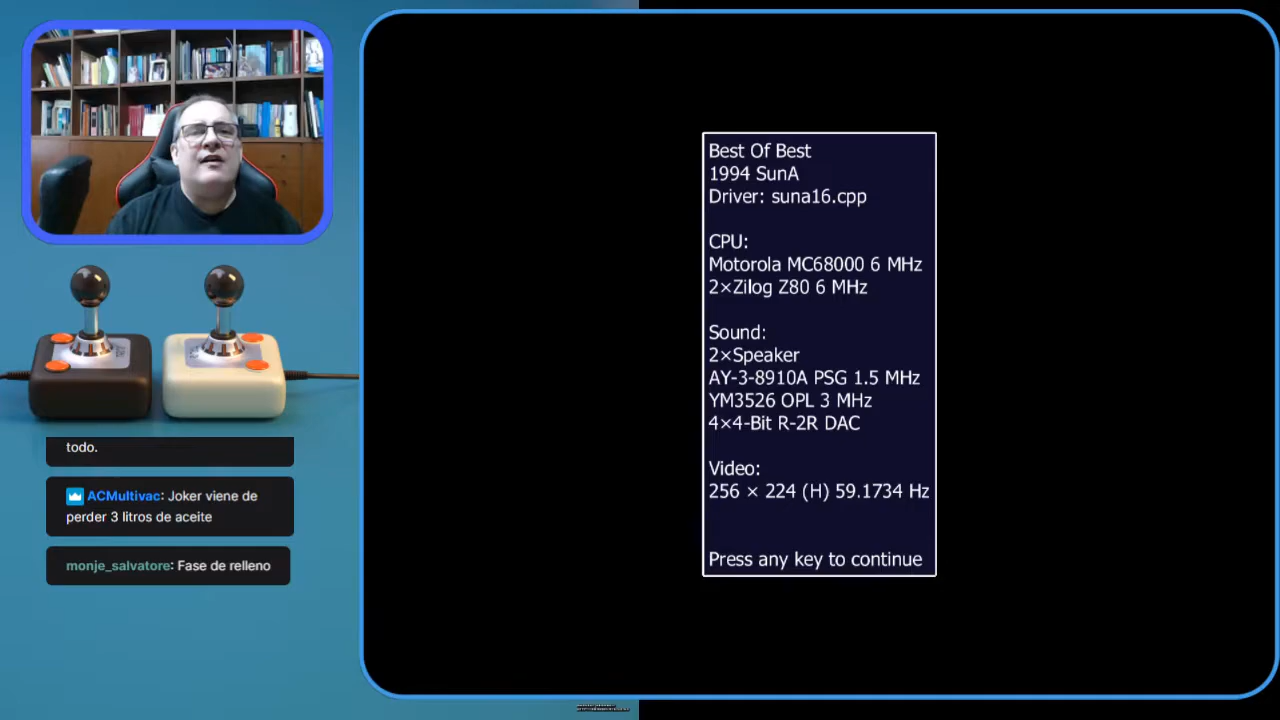 Best Of Best
1994 SunA
Driver: suna16.cpp
CPU:
Motorola MC68000 6 MHz
2×Zilog Z80 6 MHz
Sound:
2×Speaker
AY-3-8910A PSG 1.5 MHz
YM3526 OPL 3 MHz
4×4-Bit R-2R DAC
Video:
256 × 224 (H) 59.1734 Hz
Press any key to continue
todo.
ACMultivac: Joker viene de
perder 3 litros de aceite
monje_salvatore: Fase de relleno